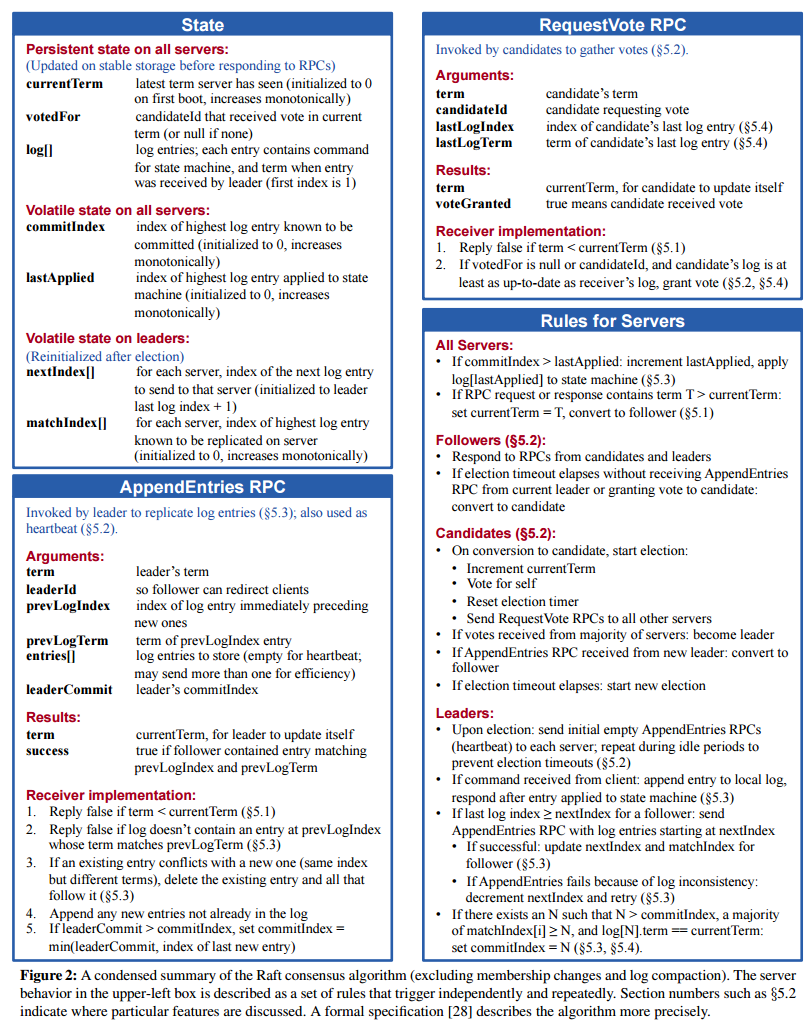 State
Persistent state on all servers:
(Updated on stable storage before responding to RPCs)
currentTerm latest term server has seen (initialized to 0
on first boot, increases monotonically)
votedFor candidateId that received vote in current
term (or null if none)
log[] log entries; each entry contains command
for state machine, and term when entry
was received by leader (first index is 1)
Volatile state on all servers:
commitIndex index of highest log entry known to be
committed (initialized to 0, increases
monotonically)
lastApplied index of highest log entry applied to state
machine (initialized to 0, increases
monotonically)
Volatile state on leaders:
(Reinitialized after election)
nextIndex[] for each server, index of the next log entry
to send to that server (initialized to leader
last log index + 1)
matchIndex[] for each server, index of highest log entry
known to be replicated on server
(initialized to 0, increases monotonically)
AppendEntries RPC
Invoked by leader to replicate log entries (§5.3); also used as
heartbeat (§5.2).
Arguments:
term leader's term
leaderId so follower can redirect clients
prevLogIndex index of log entry immediately preceding
new ones
prevLogTerm term of prevLogIndex entry
entries[] log entries to store (empty for heartbeat;
may send more than one for efficiency)
leaderCommit leader's commitIndex
Results:
term currentTerm, for leader to update itself
success true if follower contained entry matching
prevLogIndex and prevLogTerm
Receiver implementation:
1. Reply false if term < currentTerm (§5.1)
2. Reply false if log doesn't contain an entry at prevLogIndex
whose term matches prevLogTerm (§5.3)
3. If an existing entry conflicts with a new one (same index
but different terms), delete the existing entry and all that
follow it (§5.3)
4. Append any new entries not already in the log
5. If leaderCommit > commitIndex, set commitIndex =
min(leaderCommit, index of last new entry)
RequestVote RPC
Invoked by candidates to gather votes (§5.2).
Arguments:
term candidate's term
candidateId candidate requesting vote
lastLogIndex index of candidate's last log entry (§5.4)
lastLogTerm term of candidate's last log entry (§5.4)
Results:
term currentTerm, for candidate to update itself
voteGranted true means candidate received vote
Receiver implementation:
1. Reply false if term < currentTerm (§5.1)
2. If votedFor is null or candidateId, and candidate's log is at
least as up-to-date as receiver's log, grant vote (§5.2, §5.4)
Rules for Servers
All Servers:
• If commitIndex > lastApplied: increment lastApplied, apply
log[lastApplied] to state machine (§5.3)
• If RPC request or response contains term T > currentTerm:
set currentTerm = T, convert to follower (§5.1)
Followers (§5.2):
• Respond to RPCs from candidates and leaders
• If election timeout elapses without receiving AppendEntries
RPC from current leader or granting vote to candidate:
convert to candidate
Candidates (§5.2):
• On conversion to candidate, start election:
• Increment currentTerm
• Vote for self
• Reset election timer
• Send RequestVote RPCs to all other servers
• If votes received from majority of servers: become leader
• If AppendEntries RPC received from new leader: convert to
follower
• If election timeout elapses: start new election
Leaders:
• Upon election: send initial empty AppendEntries RPCs
(heartbeat) to each server; repeat during idle periods to
prevent election timeouts (§5.2)
• If command received from client: append entry to local log,
respond after entry applied to state machine (§5.3)
• If last log index ≥ nextIndex for a follower: send
AppendEntries RPC with log entries starting at nextIndex
• If successful: update nextIndex and matchIndex for
follower (§5.3)
• If AppendEntries fails because of log inconsistency:
decrement nextIndex and retry (§5.3)
• If there exists an N such that N > commitIndex, a majority
of matchIndex[i] ≥ N, and log[N].term == currentTerm:
set commitIndex = N (§5.3, §5.4).
Figure 2: A condensed summary of the Raft consensus algorithm (excluding membership changes and log compaction). The server
behavior in the upper-left box is described as a set of rules that trigger independently and repeatedly. Section numbers such as §5.2
indicate where particular features are discussed. A formal specification [28] describes the algorithm more precisely.